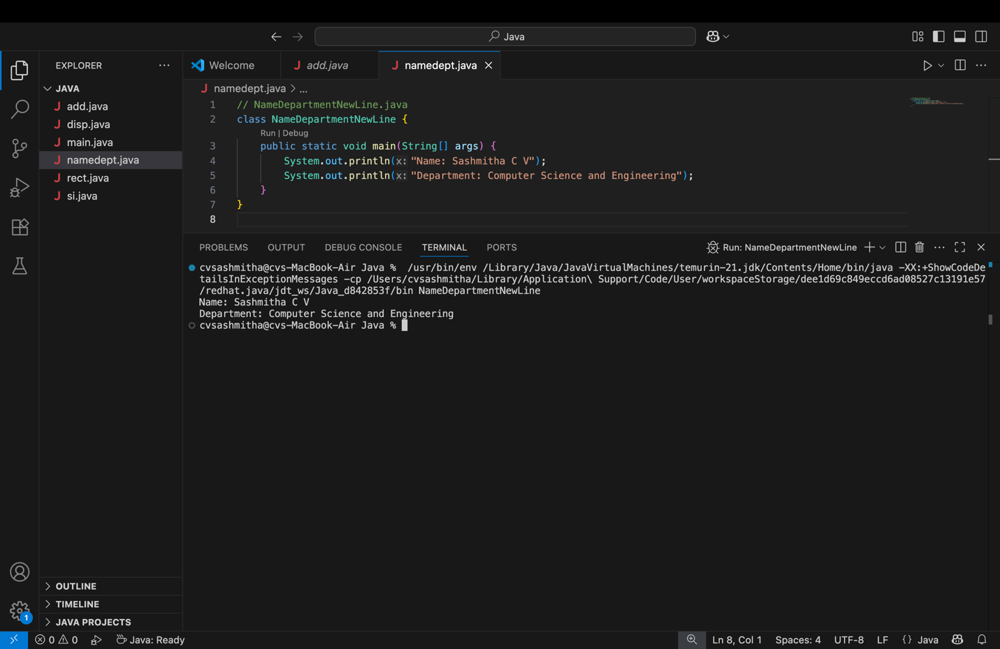 Java
EXPLORER
Welcome
add.java
namedept.java
JAVA
add.java
disp.java
main.java
namedept.java
rect.java
si.java
namedept.java > ...
1 // NameDepartmentNewLine.java
2 class NameDepartmentNewLine {
Run | Debug
3 public static void main(String[] args) {
4 System.out.println(x: "Name: Sashmitha C V");
5 System.out.println(x: "Department: Computer Science and Engineering");
6 }
7 }
8
PROBLEMS OUTPUT DEBUG CONSOLE TERMINAL PORTS
Run: NameDepartmentNewLine
cvsashmitha@cvs-MacBook-Air Java %  /usr/bin/env /Library/Java/JavaVirtualMachines/temurin-21.jdk/Contents/Home/bin/java -XX:+ShowCodeDe
tailsInExceptionMessages -cp /Users/cvsashmitha/Library/Application\ Support/Code/User/workspaceStorage/dee1d69c849eccd6ad08527c13191e57
/redhat.java/jdt_ws/Java_d842853f/bin NameDepartmentNewLine
Name: Sashmitha C V
Department: Computer Science and Engineering
cvsashmitha@cvs-MacBook-Air Java %
OUTLINE
TIMELINE
JAVA PROJECTS
1
0 0 Java: Ready
Ln 8, Col 1 Spaces: 4 UTF-8 LF {} Java